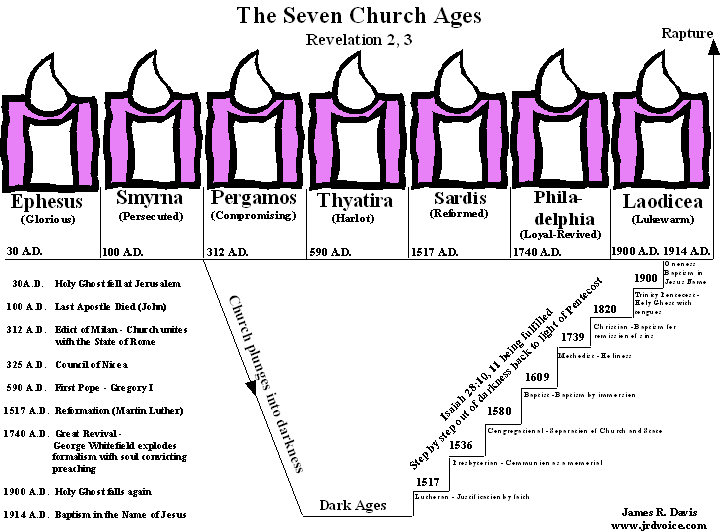 The Seven Church Ages
Revelation 2, 3
Rapture
Ephesus
(Glorious)
30 A.D.
Smyrna
(Persecuted)
100 A.D.
Pergamos
(Compromising)
312 A.D.
Thyatira
(Harlot)
590 A.D.
Sardis
(Reformed)
1517 A.D.
Phila-
delphia
(Loyal-Revived)
1740 A.D.
Laodicea
(Lukewarm)
1900 A.D. 1914 A.D.
30A.D. Holy Ghost fell at Jerusalem
100 A.D. Last Apostle Died (John)
312 A.D. Edict of Milan - Church unites
with the State of Rome
325 A.D. Council of Nicea
590 A.D. First Pope - Gregory I
1517 A.D. Reformation (Martin Luther)
1740 A.D. Great Revival -
George Whitefield explodes
formalism with soul convicting
preaching
1900 A.D. Holy Ghost falls again
1914 A.D. Baptism in the Name of Jesus
Church plunges into darkness
Dark Ages
Isaiah 28:10, 11 being fulfilled
Step by step out of darkness back to light of Pentecost
Oneness
Baptism in
Jesus Name
1900
Trinity Pentecost -
Holy Ghost with
tongues
1820
Christian - Baptism for
remission of sins
1739
Methodist - Holiness
1609
Baptist - Baptism by immersion
1580
Congregational - Separation of Church and State
1536
Presbyterian - Communion as a memorial
1517
Lutheran - Justification by faith
James R. Davis
www.jrdvoice.com